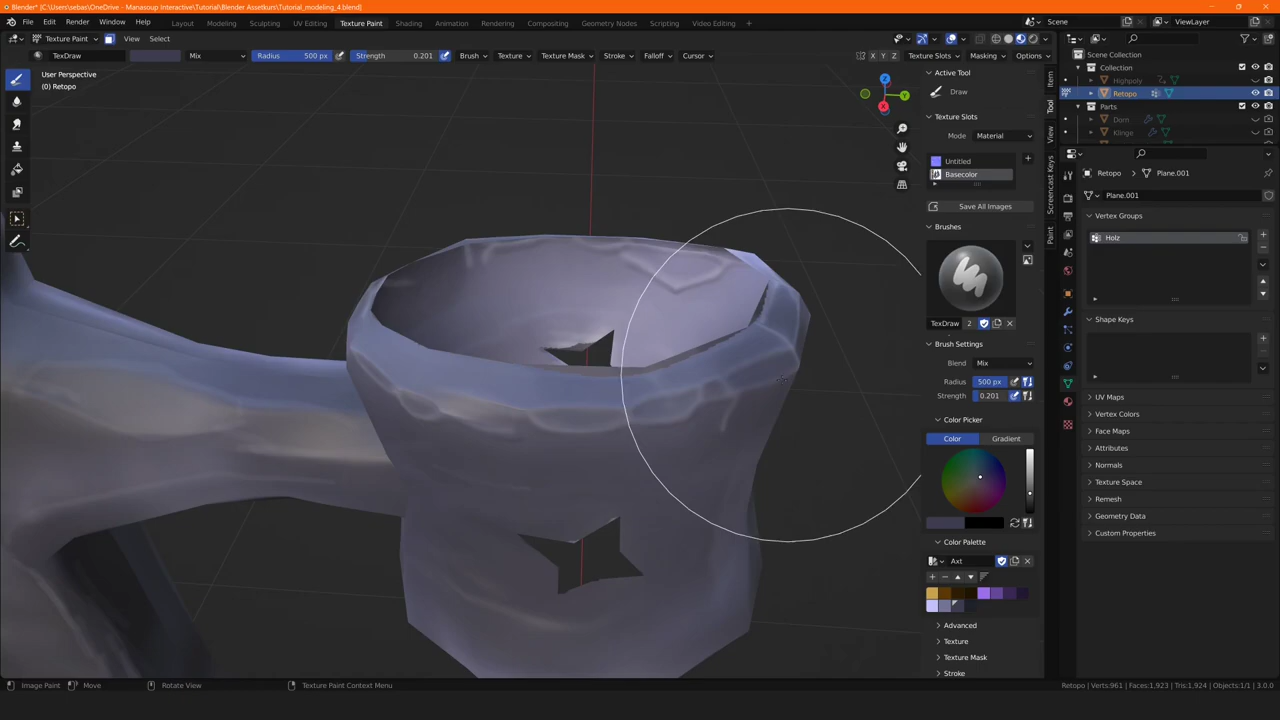 Blender* [C:\Users\sebas\OneDrive\Manasoup Interactive\Tutorial\Blender Assetkurs\Tutorial_modeling_4.blend]
File Edit Render Window Help Layout Modeling Sculpting UV Editing Texture Paint Shading Animation Rendering Compositing Geometry Nodes Scripting Video Editing Scene ViewLayer
Texture Paint View Select
TexDraw Mix Radius 500 px Strength 0.201 Brush Texture Texture Mask Stroke Falloff Cursor X Y Z Texture Slots Masking Options
User Perspective
(0) Retopo
Z
Y
X
Active Tool
Draw
Texture Slots
Mode Material
Untitled
Basecolor
Save All Images
Brushes
TexDraw 2
Brush Settings
Blend Mix
Radius 500 px
Strength 0.201
Color Picker
Color Gradient
Color Palette
Axt
Advanced
Texture
Texture Mask
Stroke
Item
Tool
View
Screencast Keys
Paint
Scene Collection
Collection
Highpoly
Retopo
Parts
Dorn
Klinge
Retopo Plane.001
Plane.001
Vertex Groups
Holz
Shape Keys
UV Maps
Vertex Colors
Face Maps
Attributes
Normals
Texture Space
Remesh
Geometry Data
Custom Properties
Image Paint Move Rotate View Texture Paint Context Menu Retopo | Verts:961 | Faces:1,923 | Tris:1,924 | Objects:1/1 | 3.0.0